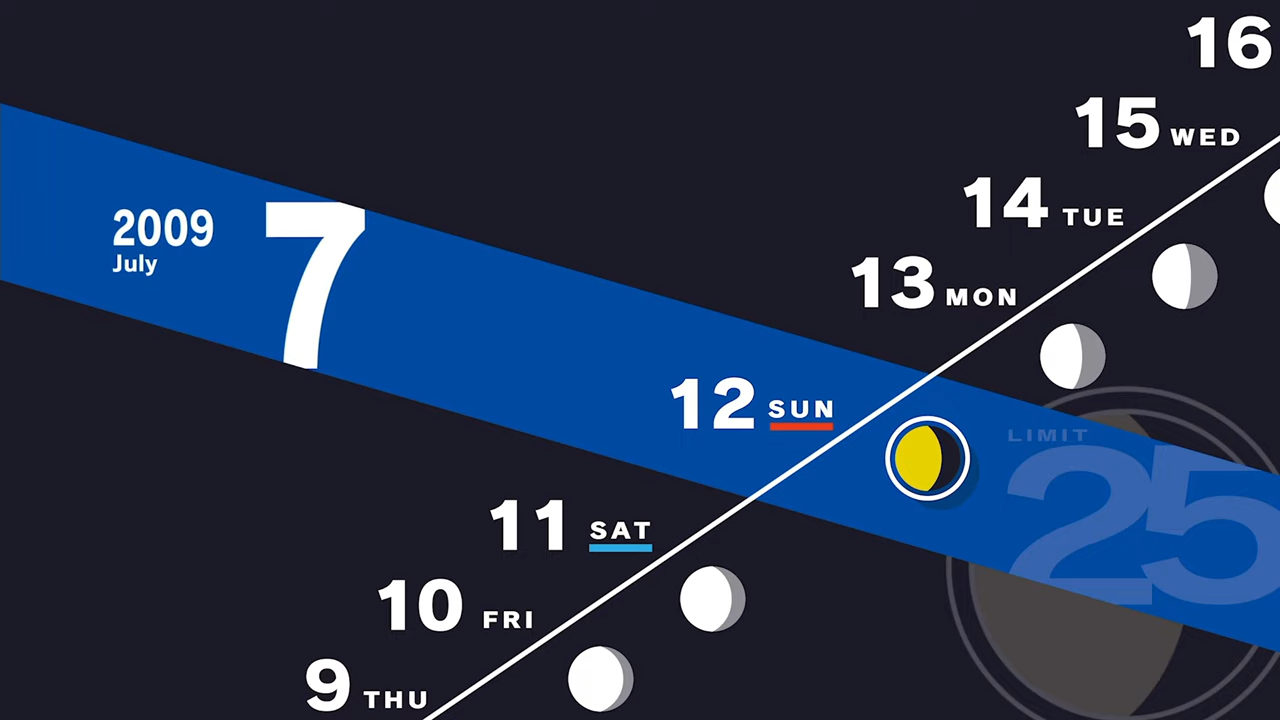 16
15 WED
14 TUE
2009
July
7
13 MON
12 SUN
LIMIT
25
11 SAT
10 FRI
9 THU